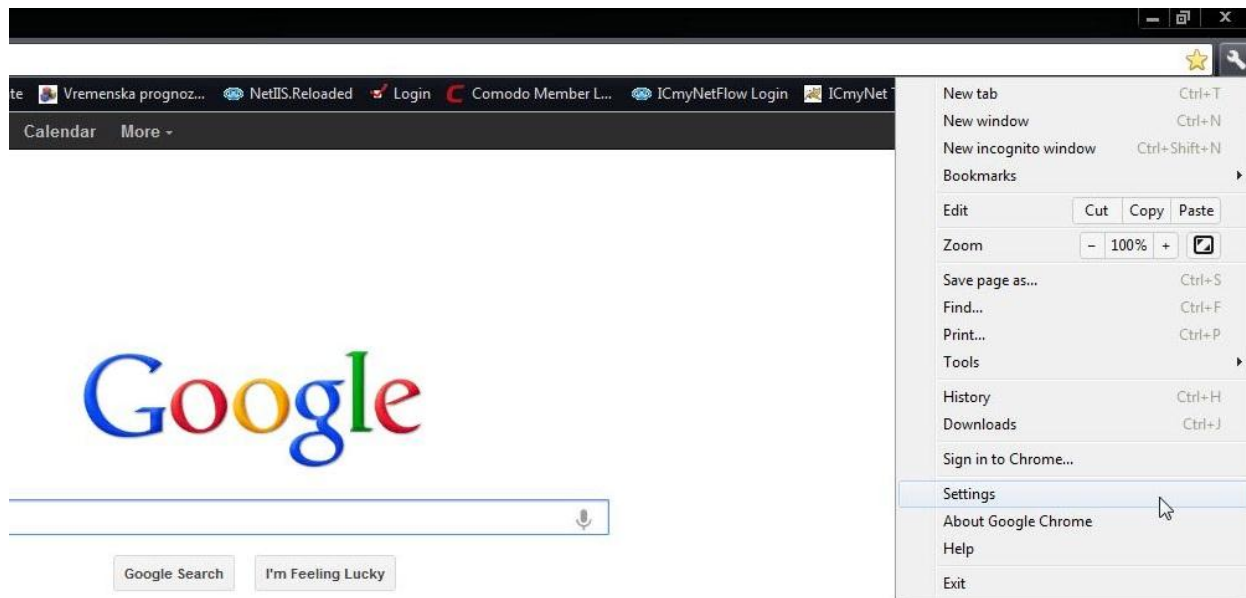 te Vremenska prognoz... NetIIS.Reloaded Login Comodo Member L... ICmyNetFlow Login ICmyNet
Calendar More
New tab Ctrl+T
New window Ctrl+N
New incognito window Ctrl+Shift+N
Bookmarks
Edit Cut Copy Paste
Zoom - 100% +
Save page as... Ctrl+S
Find... Ctrl+F
Print... Ctrl+P
Tools
History Ctrl+H
Downloads Ctrl+J
Sign in to Chrome...
Settings
About Google Chrome
Help
Exit
Google
Google Search I'm Feeling Lucky